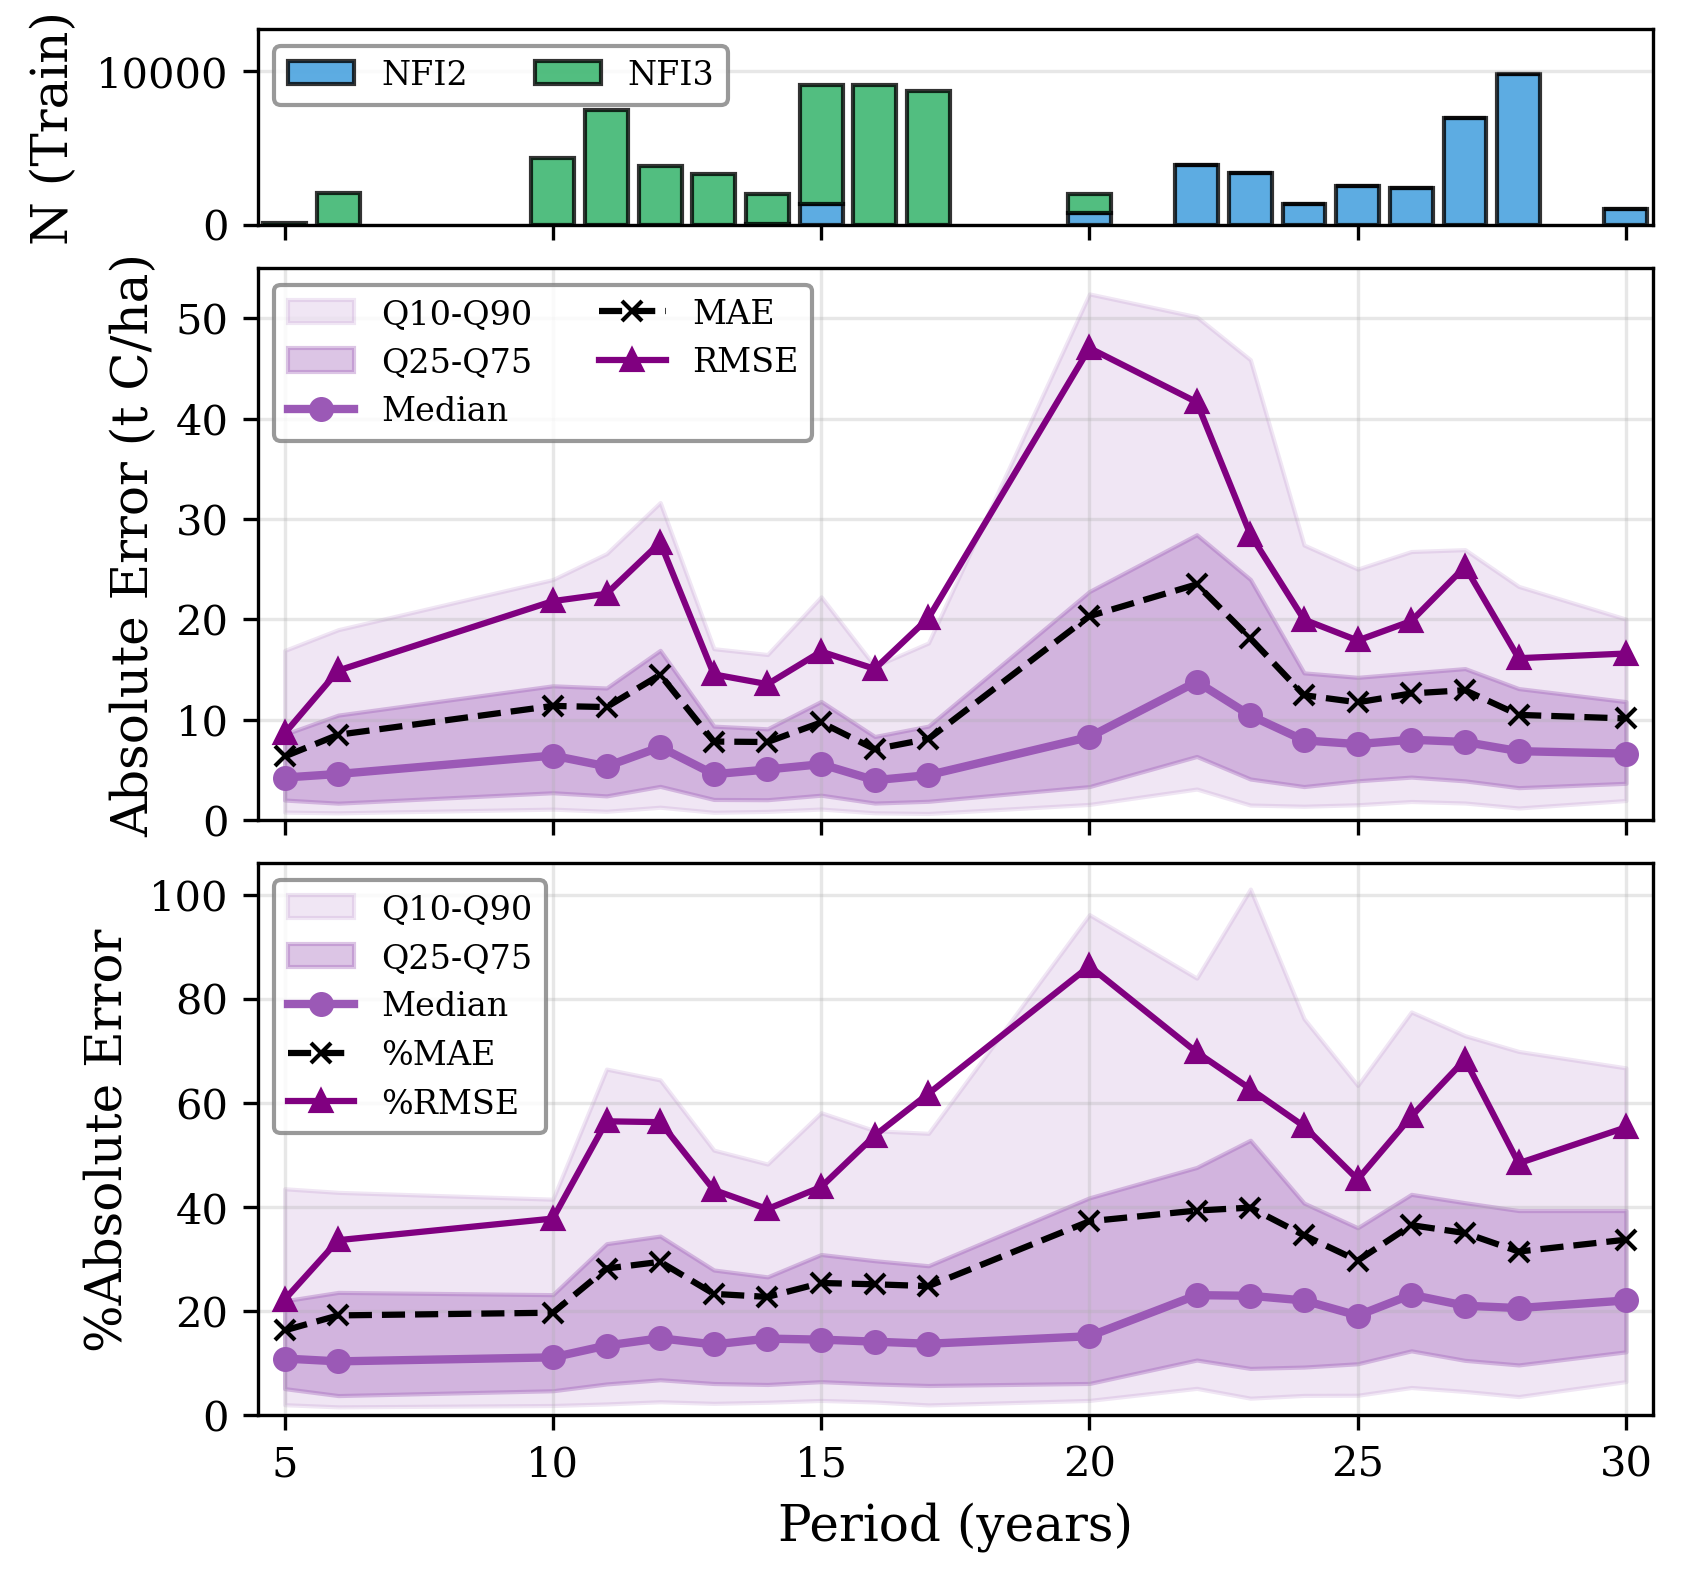 N (Train)
10000
0
NFI2 NFI3
Absolute Error (t C/ha)
50
40
30
20
10
0
Q10-Q90 MAE
Q25-Q75 RMSE
Median
%Absolute Error
100
80
60
40
20
0
Q10-Q90
Q25-Q75
Median
%MAE
%RMSE
5 10 15 20 25 30
Period (years)